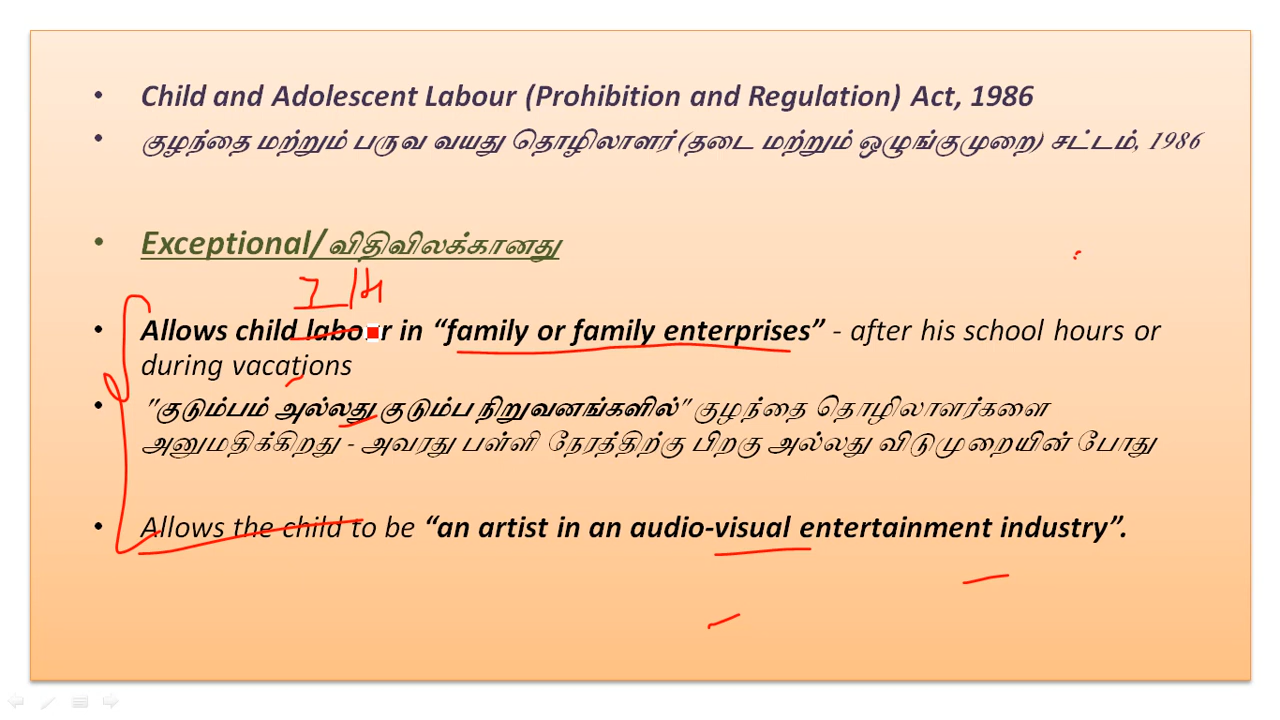 Child and Adolescent Labour (Prohibition and Regulation) Act, 1986
குழந்தை மற்றும் பருவ வயது தொழிலாளர் (தடை மற்றும் ஒழுங்குமுறை) சட்டம், 1986
Exceptional/விதிவிலக்கானது
Allows child labour in “family or family enterprises” - after his school hours or
during vacations
"குடும்பம் அல்லது குடும்ப நிறுவனங்களில்" குழந்தை தொழிலாளர்களை
அனுமதிக்கிறது - அவரது பள்ளி நேரத்திற்கு பிறகு அல்லது விடுமுறையின் போது
Allows the child to be “an artist in an audio-visual entertainment industry”.